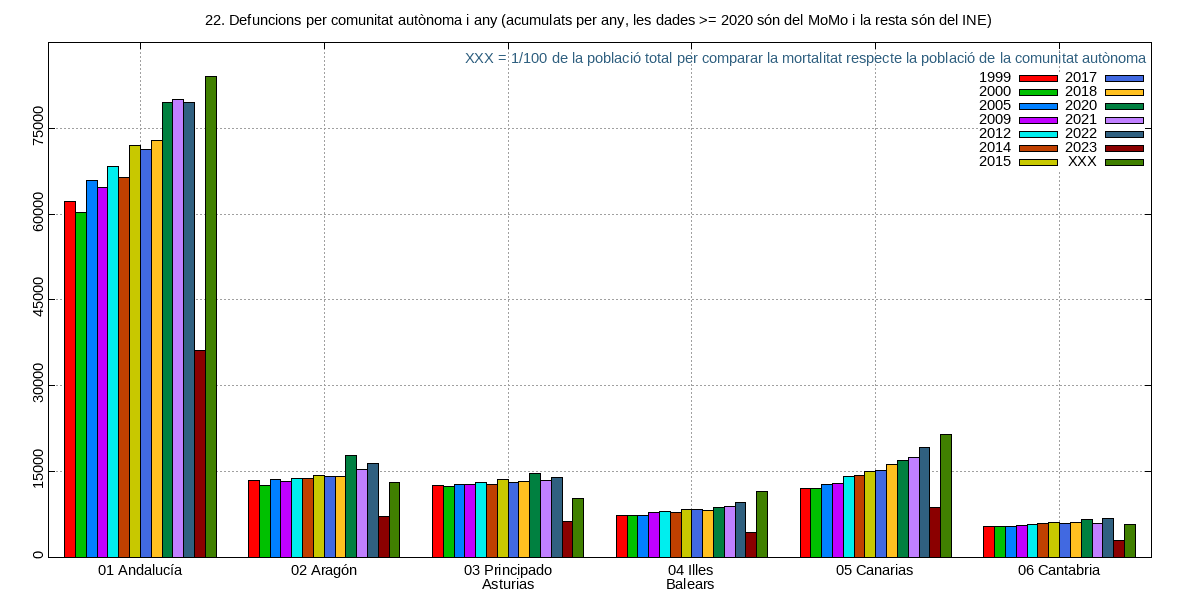 22. Defuncions per comunitat autònoma i any (acumulats per any, les dades >= 2020 són del MoMo i la resta són del INE)
XXX = 1/100 de la població total per comparar la mortalitat respecte la població de la comunitat autònoma
1999 2017
2000 2018
2005 2020
2009 2021
2012 2022
2014 2023
2015 XXX
75000
60000
45000
30000
15000
0
01 Andalucía 02 Aragón 03 Principado 04 Illes 05 Canarias 06 Cantabria
Asturias Balears